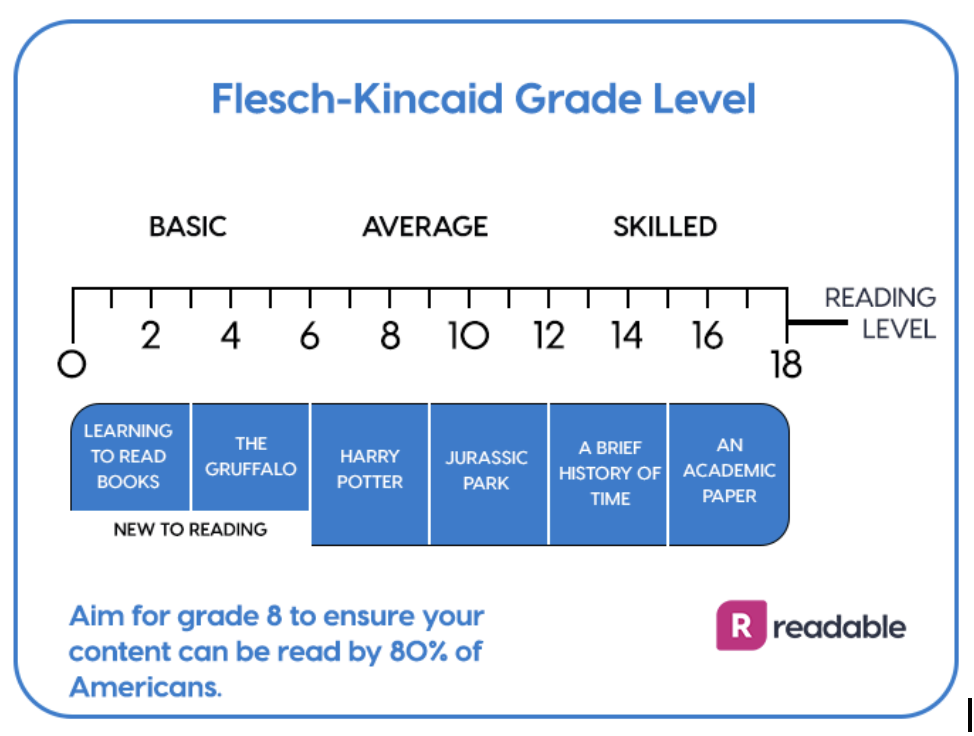 Flesch-Kincaid Grade Level
BASIC AVERAGE SKILLED
READING
LEVEL
0 2 4 6 8 10 12 14 16 18
LEARNING
TO READ
BOOKS
THE
GRUFFALO
HARRY
POTTER
JURASSIC
PARK
A BRIEF
HISTORY OF
TIME
AN
ACADEMIC
PAPER
NEW TO READING
Aim for grade 8 to ensure your
content can be read by 80% of
Americans.
R readable